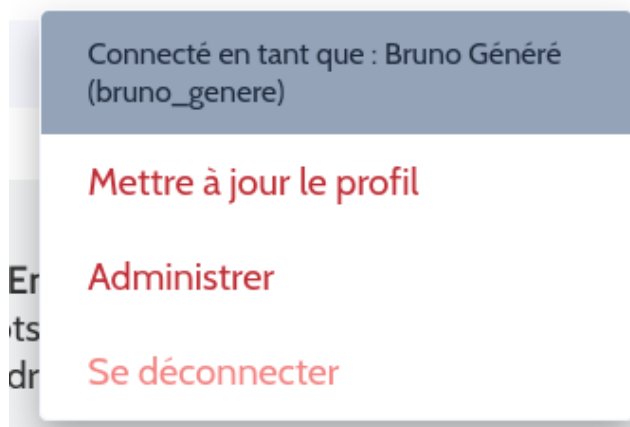 Connecté en tant que : Bruno Généré
(bruno_genere)
Mettre à jour le profil
Administrer
Se déconnecter